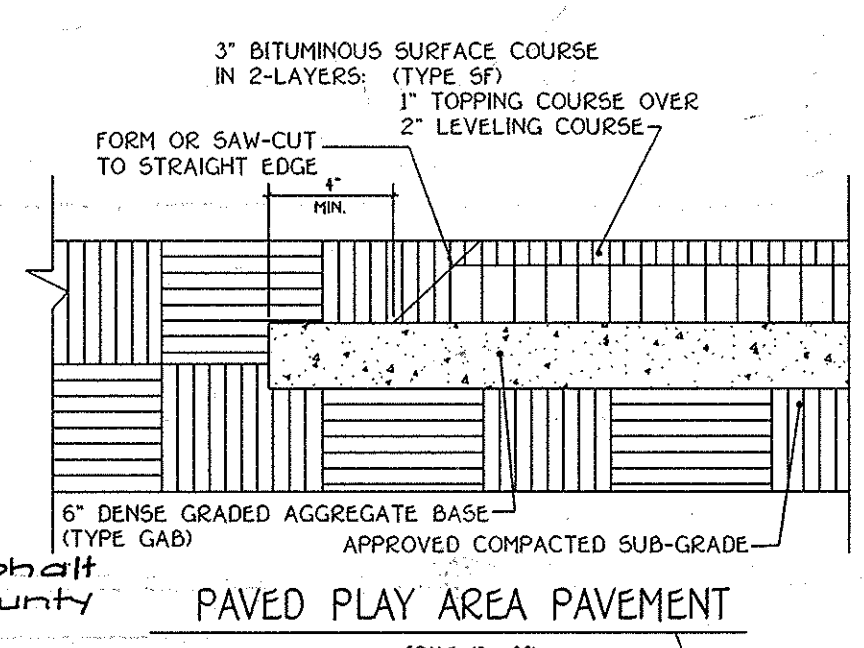 3" BITUMINOUS SURFACE COURSE
IN 2-LAYERS: (TYPE SF)
1" TOPPING COURSE OVER
2" LEVELING COURSE
FORM OR SAW-CUT
TO STRAIGHT EDGE
4"
MIN.
6" DENSE GRADED AGGREGATE BASE
(TYPE GAB)
APPROVED COMPACTED SUB-GRADE
PAVED PLAY AREA PAVEMENT